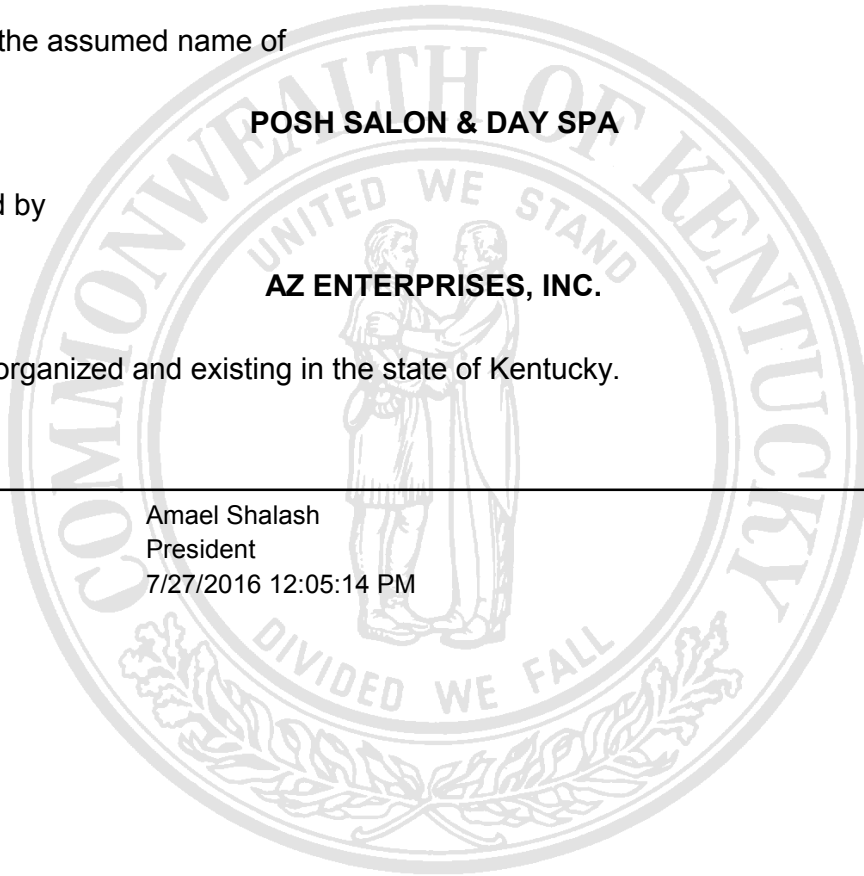 the assumed name of
POSH SALON & DAY SPA
d by
AZ ENTERPRISES, INC.
organized and existing in the state of Kentucky.
Amael Shalash
President
7/27/2016 12:05:14 PM
COMMONWEALTH OF KENTUCKY
UNITED WE STAND
DIVIDED WE FALL